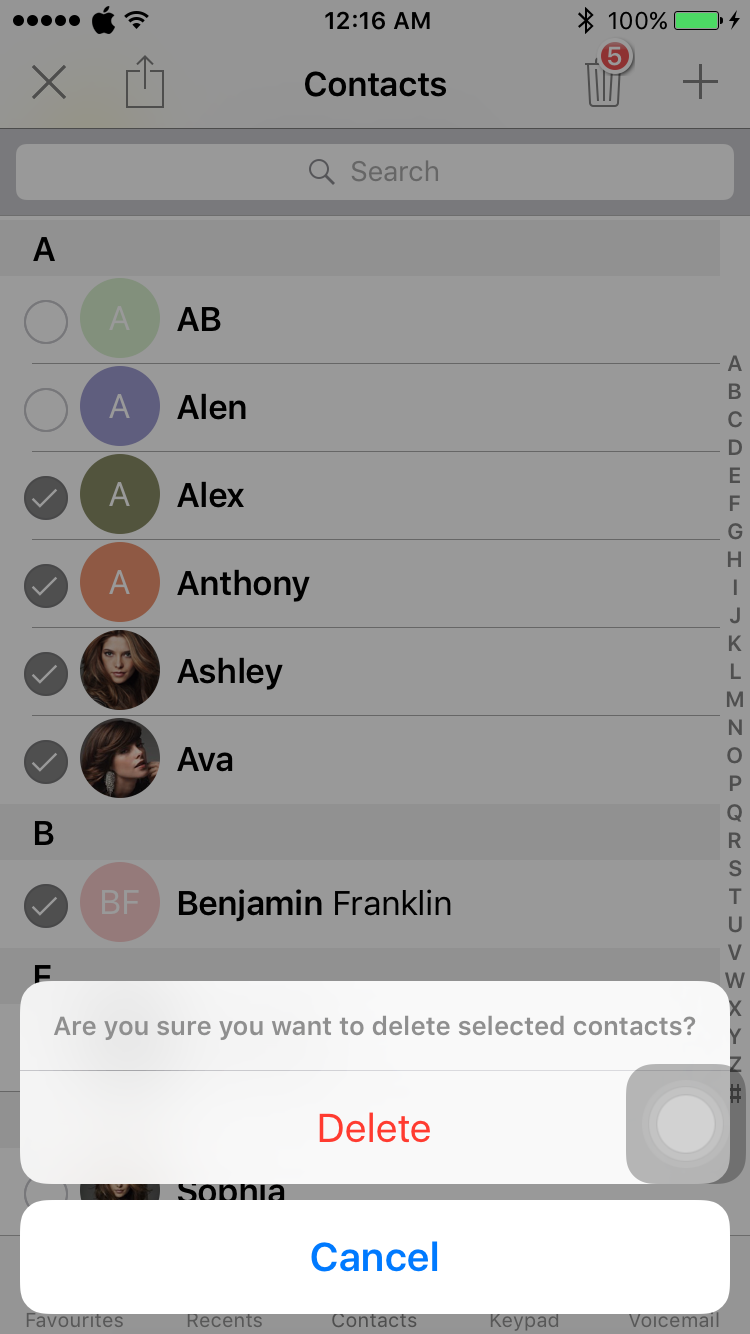 12:16 AM 100%
Contacts 5
Search
A
A AB
A Alen
A Alex
A Anthony
Ashley
Ava
B
BF Benjamin Franklin
A
B
C
D
E
F
G
H
I
J
K
L
M
N
O
P
Q
R
S
T
U
V
W
X
Y
Z
#
Are you sure you want to delete selected contacts?
Delete
Sophia
Cancel
Favourites Recents Contacts Keypad Voicemail